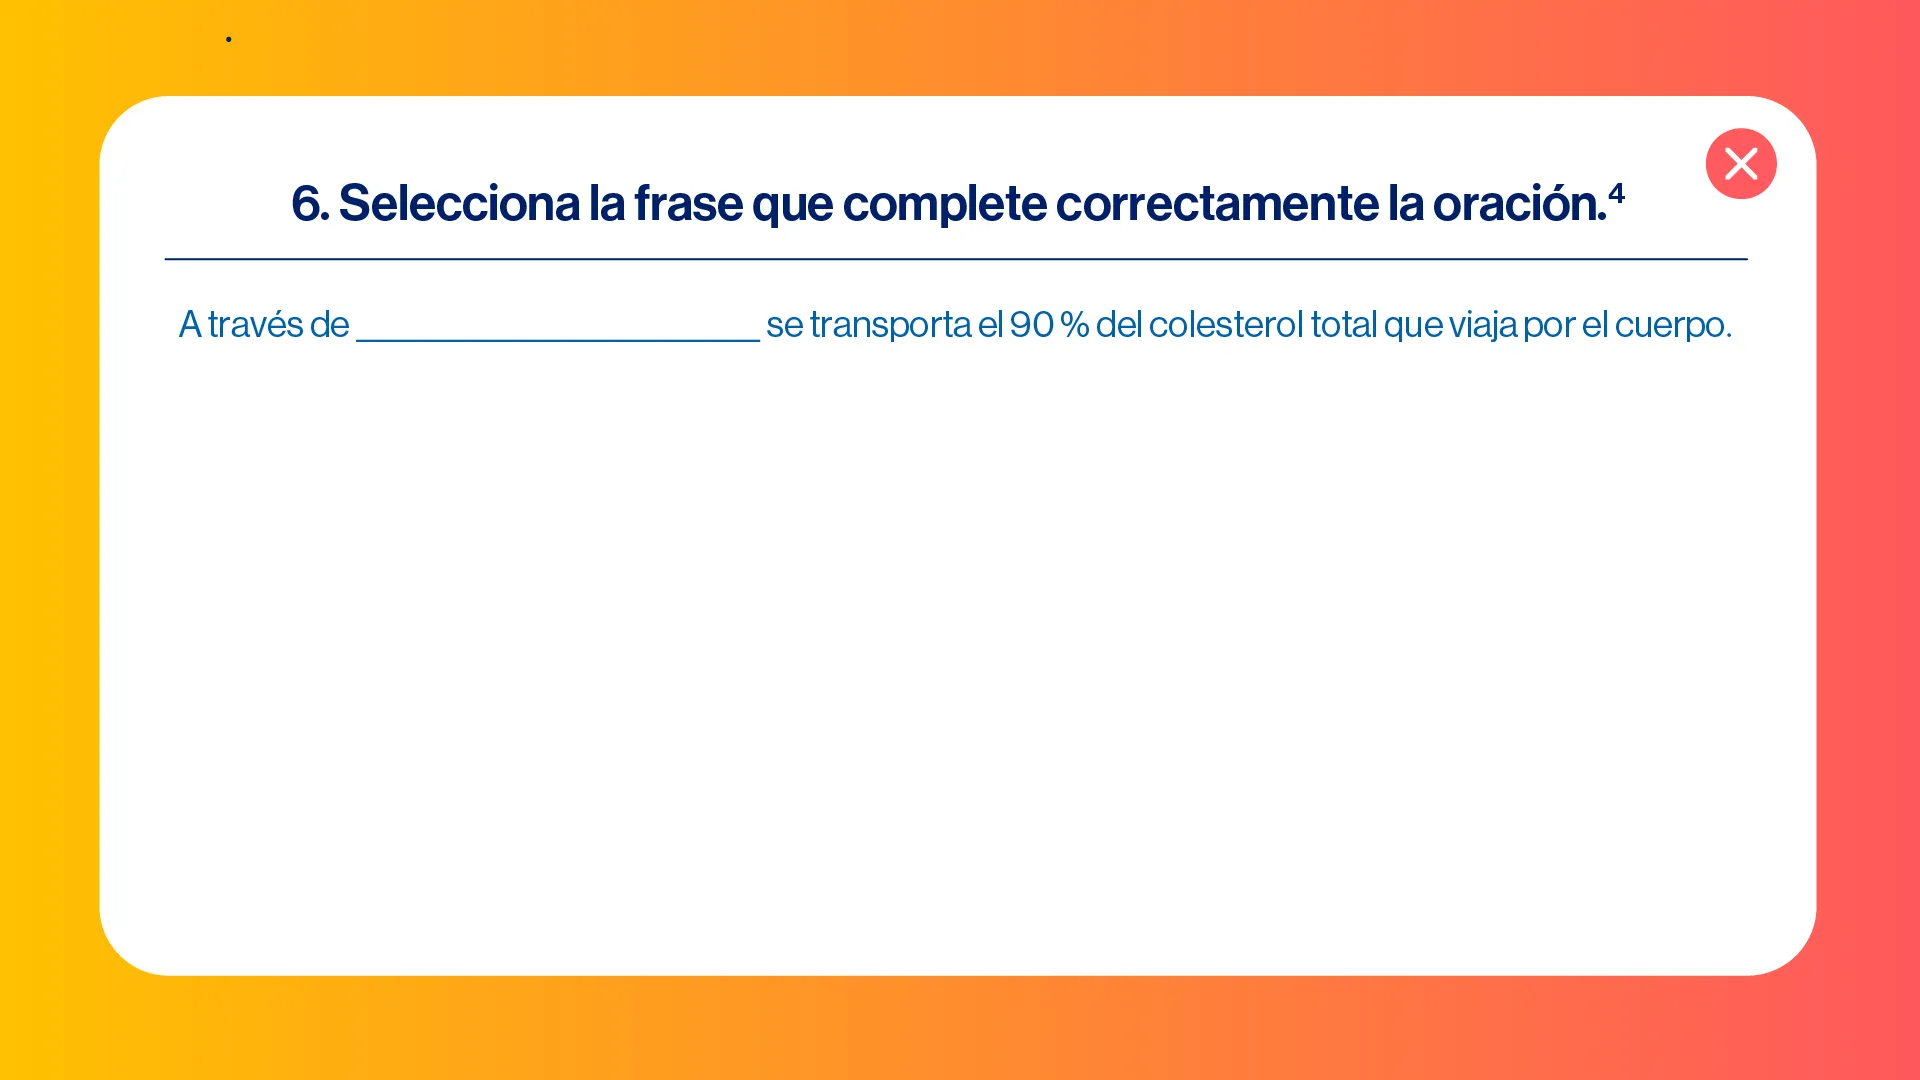 6. Selecciona la frase que complete correctamente la oración.⁴
A través de ____________________ se transporta el 90 % del colesterol total que viaja por el cuerpo.